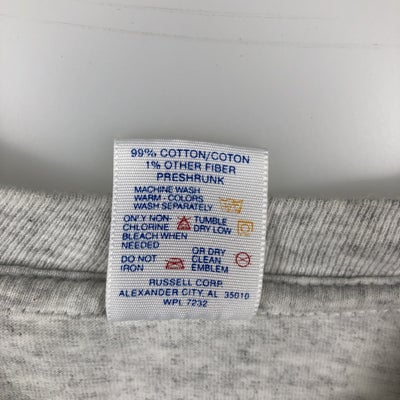 99% COTTON/COTON
1% OTHER FIBER
PRESHRUNK
MACHINE WASH
WARM - COLORS
WASH SEPARATELY
ONLY NON- TUMBLE
CHLORINE DRY LOW
BLEACH WHEN
NEEDED OR DRY
DO NOT CLEAN
IRON EMBLEM
RUSSELL CORP.
ALEXANDER CITY, AL 35010
WPL 7232